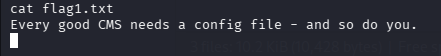 cat flag1.txt
Every good CMS needs a config file - and so do you.